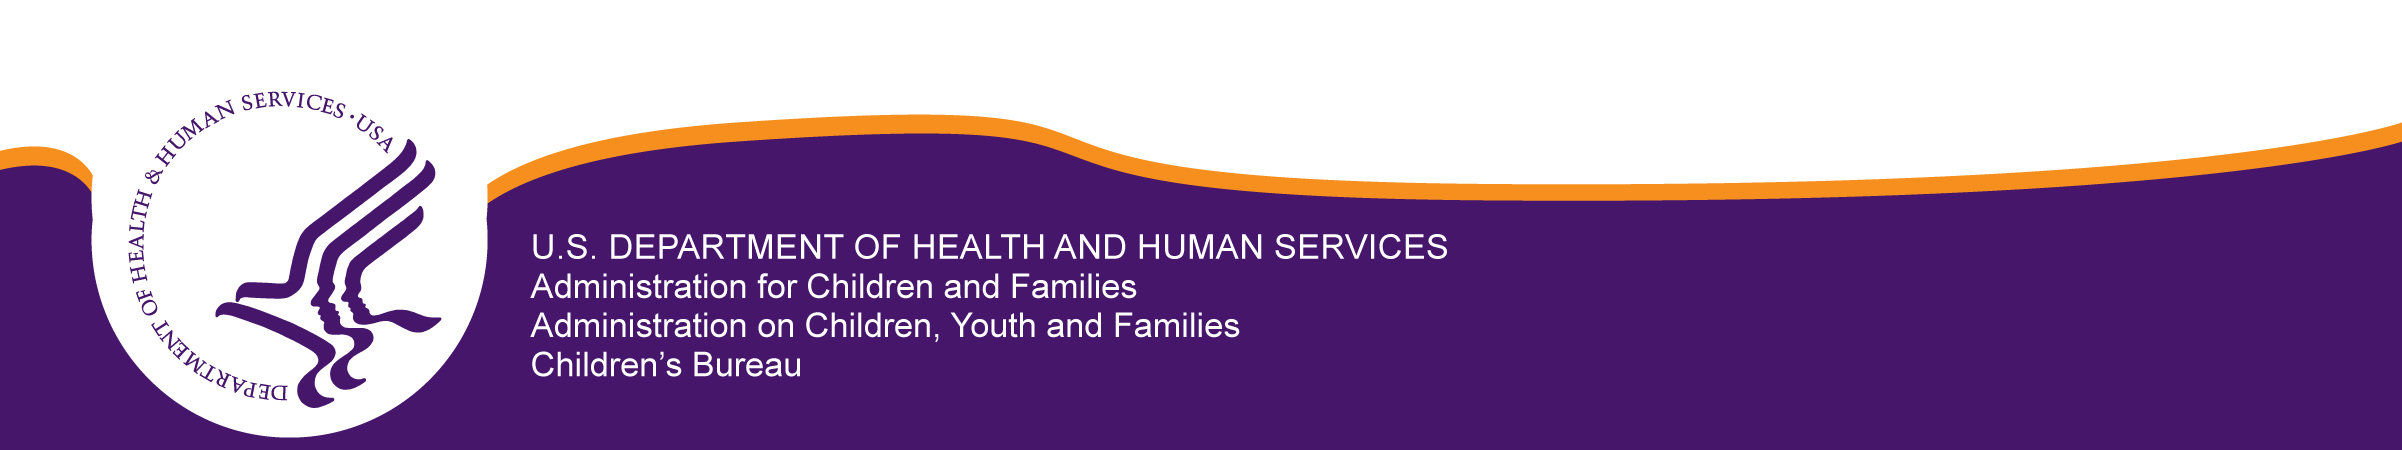 DEPARTMENT OF HEALTH & HUMAN SERVICES · USA
U.S. DEPARTMENT OF HEALTH AND HUMAN SERVICES
Administration for Children and Families
Administration on Children, Youth and Families
Children’s Bureau